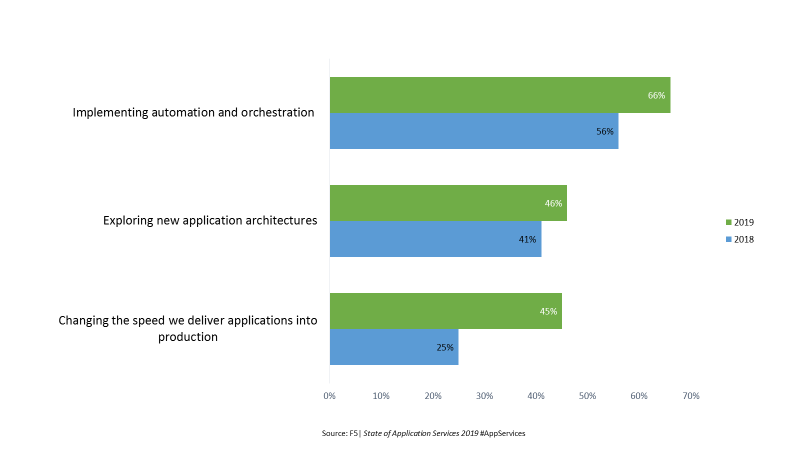 Implementing automation and orchestration
66%
56%
Exploring new application architectures
46%
41%
2019
2018
Changing the speed we deliver applications into
production
45%
25%
0% 10% 20% 30% 40% 50% 60% 70%
Source: F5| State of Application Services 2019 #AppServices